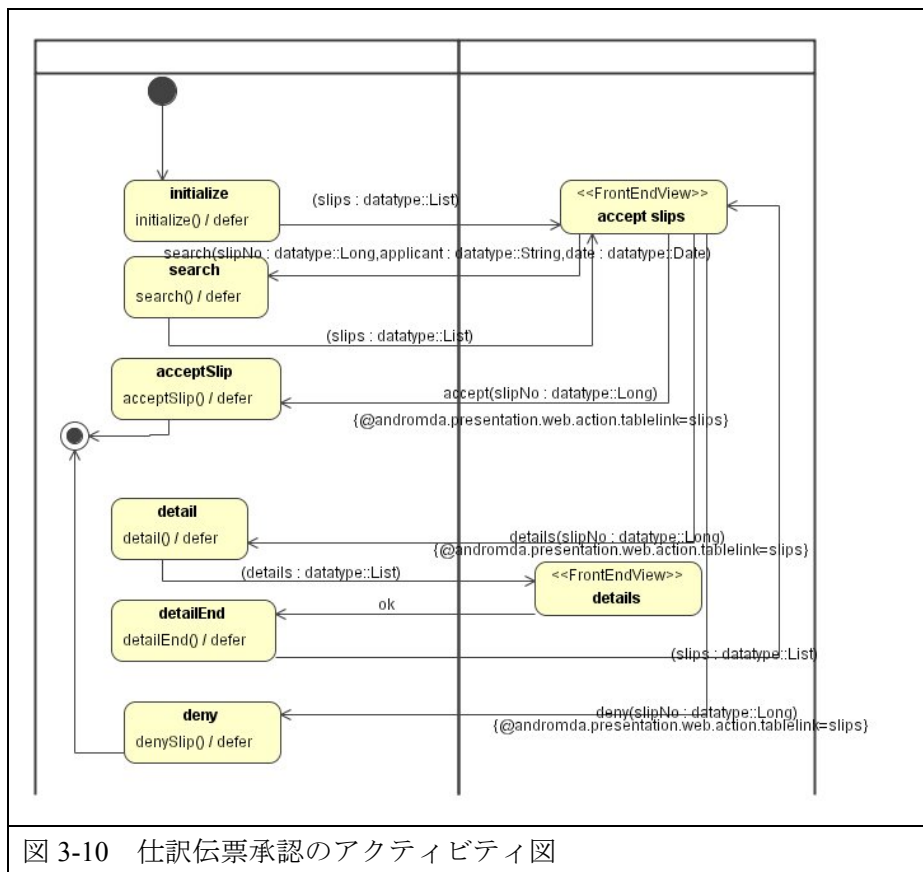 initialize
initialize() / defer
(slips : datatype::List)
<<FrontEndView>>
accept slips
search(slipNo : datatype::Long,applicant : datatype::String,date : datatype::Date)
search
search() / defer
(slips : datatype::List)
acceptSlip
acceptSlip() / defer
accept(slipNo : datatype::Long)
{@andromda.presentation.web.action.tablelink=slips}
detail
detail() / defer
details(slipNo : datatype::Long)
{@andromda.presentation.web.action.tablelink=slips}
(details : datatype::List)
<<FrontEndView>>
details
ok
detailEnd
detailEnd() / defer
(slips : datatype::List)
deny
denySlip() / defer
deny(slipNo : datatype::Long)
{@andromda.presentation.web.action.tablelink=slips}
図 3-10 仕訳伝票承認のアクティビティ図